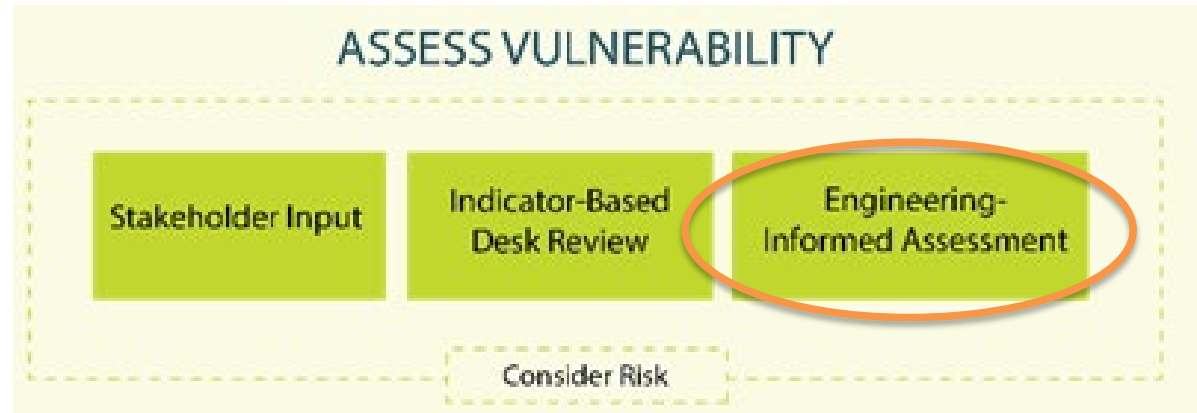 ASSESS VULNERABILITY
Stakeholder Input
Indicator-Based
Desk Review
Engineering-
Informed Assessment
Consider Risk